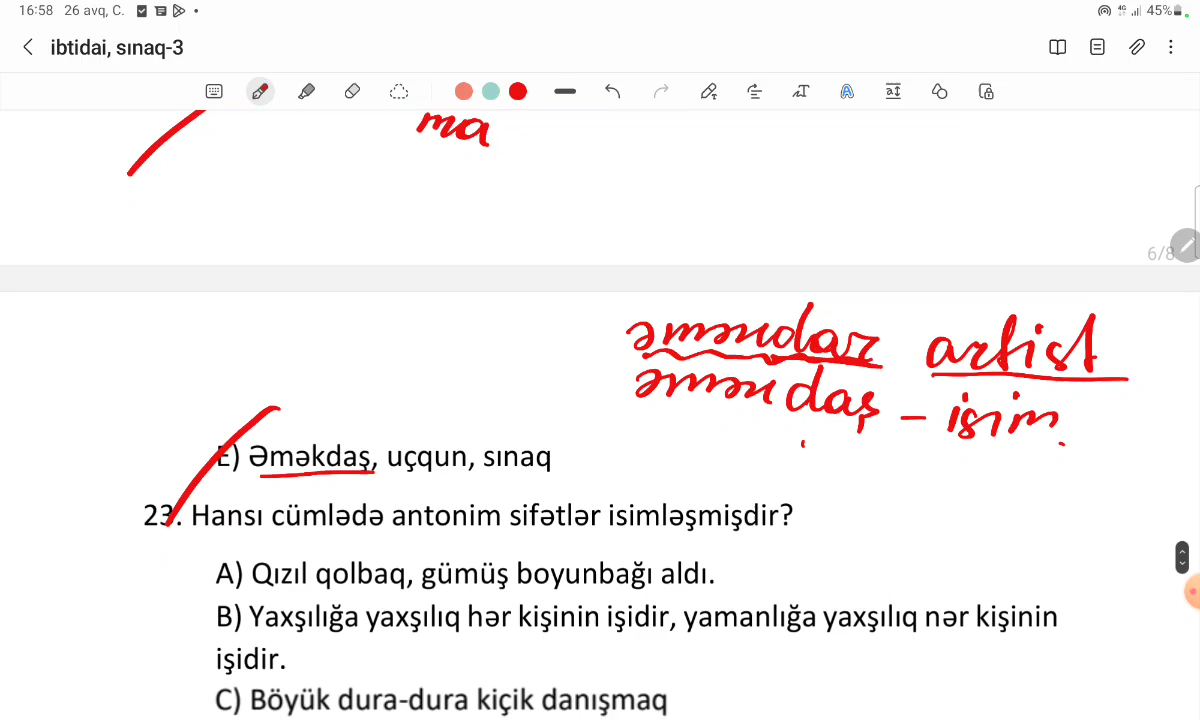 16:58 26 avq, C. 4G 45%
ibtidai, sınaq-3
ma
6/8
əməkdar artist
əməkdaş – isim
E) Əməkdaş, uçqun, sınaq
23. Hansı cümlədə antonim sifətlər isimləşmişdir?
A) Qızıl qolbaq, gümüş boyunbağı aldı.
B) Yaxşılığa yaxşılıq hər kişinin işidir, yamanlığa yaxşılıq nər kişinin
işidir.
C) Böyük dura-dura kiçik danışmaq